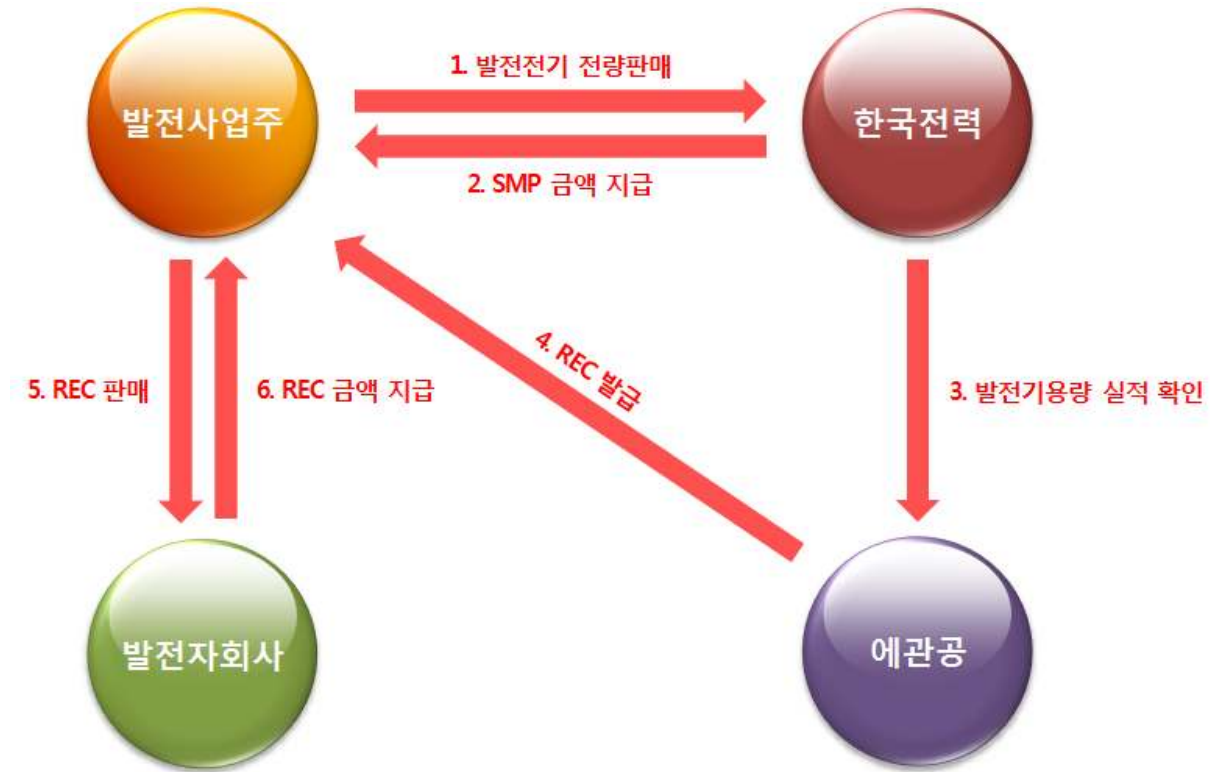 1. 발전전기 전량판매
발전사업주
한국전력
2. SMP 금액 지급
4. REC 발급
5. REC 판매
6. REC 금액 지급
3. 발전기용량 실적 확인
발전자회사
에관공